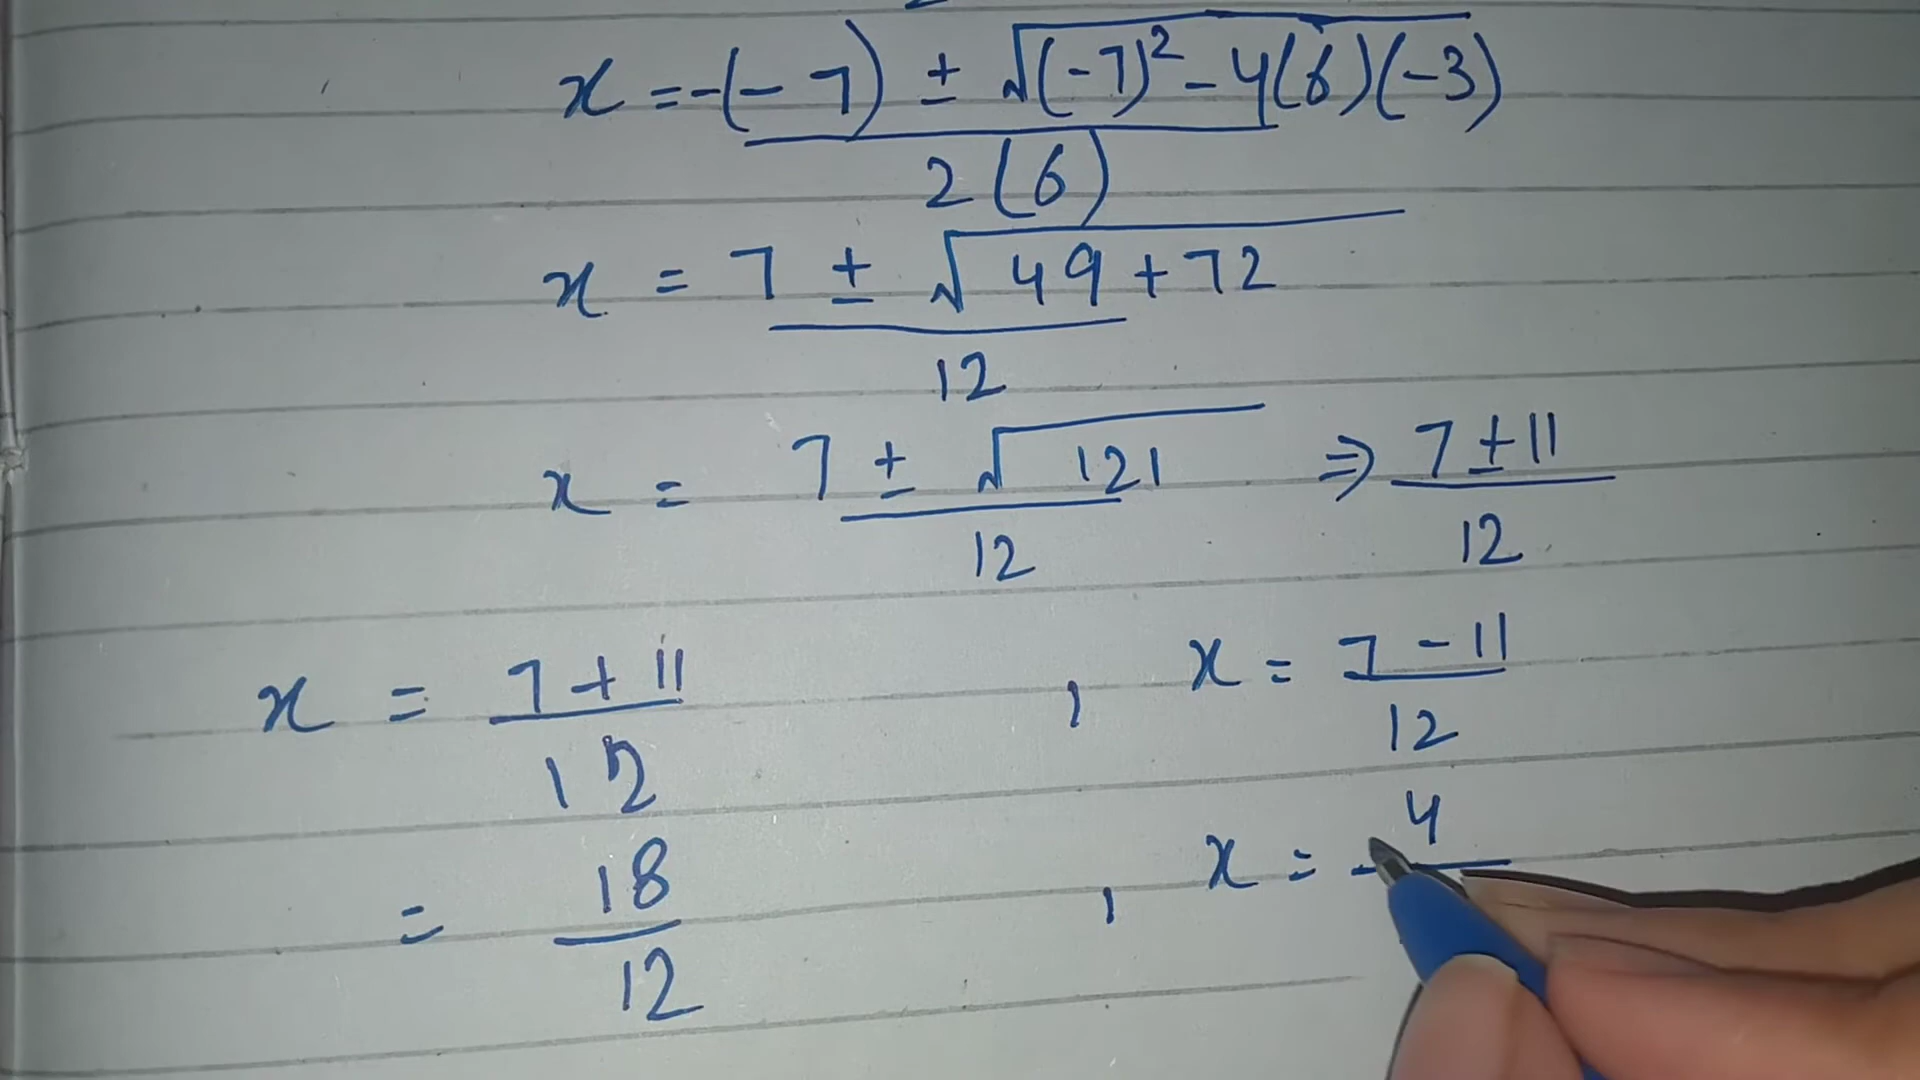 x = -(-7) ± √(-7)² - 4(6)(-3)
2(6)
x = 7 ± √49 + 72
12
x = 7 ± √121 ⇒ 7 ± 11
12 12
x = 7 + 11 , x = 7 - 11
12 12
= 18 , x = - 4
12